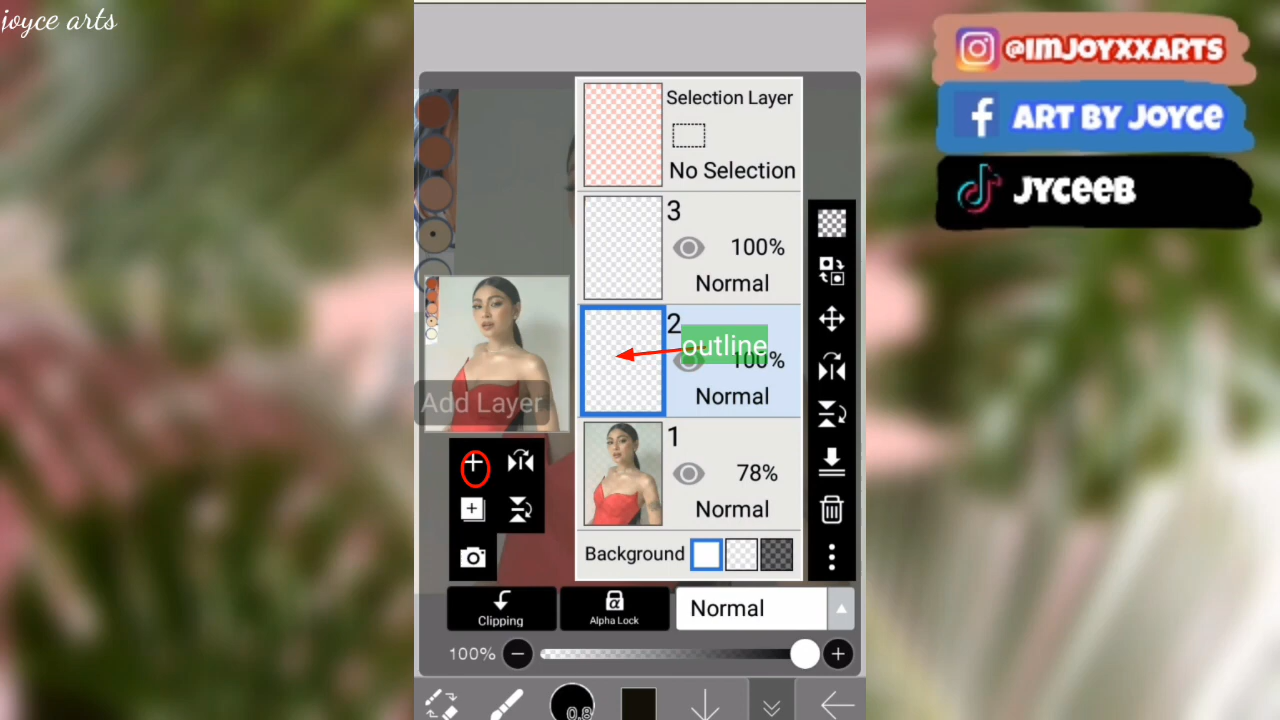 joyce arts
@IMJOYXXARTS
ART BY JOYCE
JYCEEB
Selection Layer
No Selection
3
100%
Normal
2
outline
100%
Normal
Add Layer
1
78%
Normal
Background
Clipping
α
Alpha Lock
Normal
100%
0.8